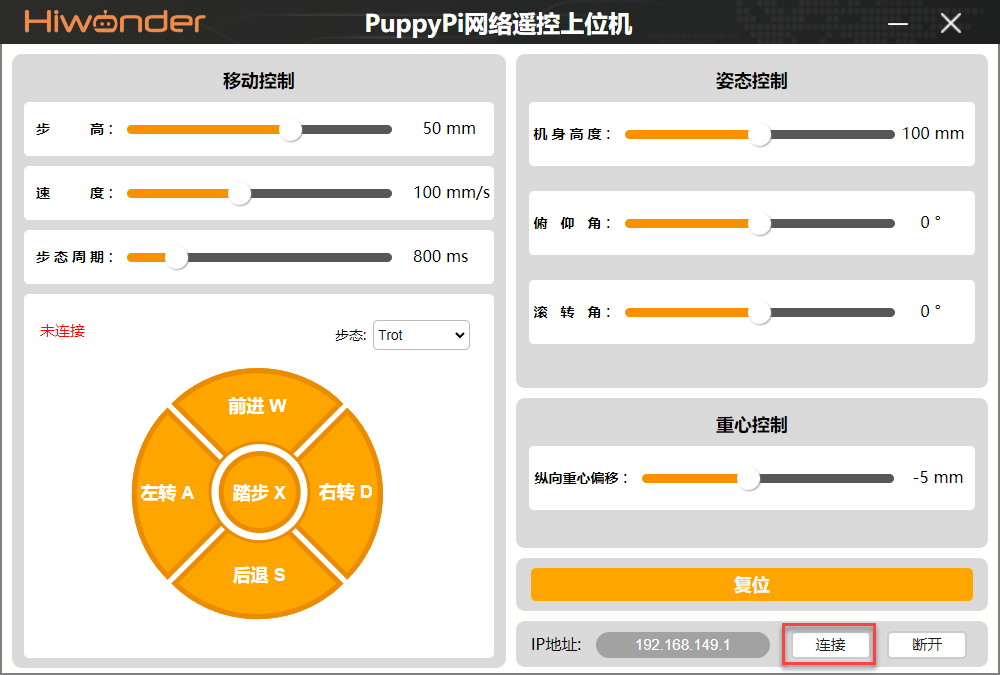 Hiwonder
PuppyPi网络遥控上位机
移动控制
步 高： 50 mm
速 度： 100 mm/s
步态周期： 800 ms
未连接
步态: Trot
前进 W
左转 A
踏步 X
右转 D
后退 S
姿态控制
机身高度： 100 mm
俯 仰 角： 0 °
滚 转 角： 0 °
重心控制
纵向重心偏移： -5 mm
复位
IP地址: 192.168.149.1 连接 断开